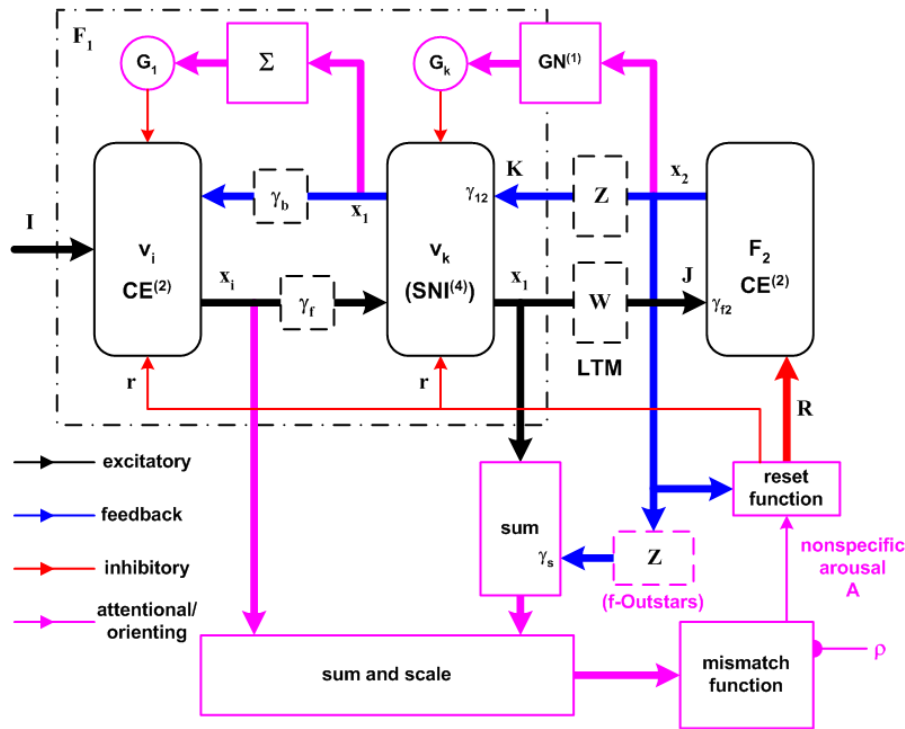 F₁
G₁
Σ
Gₖ
GN⁽¹⁾
I
vᵢ
CE⁽²⁾
γb
x₁
vₖ
(SNI⁽⁴⁾)
γ₁₂
K
Z
x₂
F₂
CE⁽²⁾
xᵢ
γf
x₁
W
J
γf2
LTM
r
r
R
excitatory
feedback
inhibitory
attentional/
orienting
sum
γₛ
Z
(f-Outstars)
reset
function
nonspecific
arousal
A
sum and scale
mismatch
function
ρ